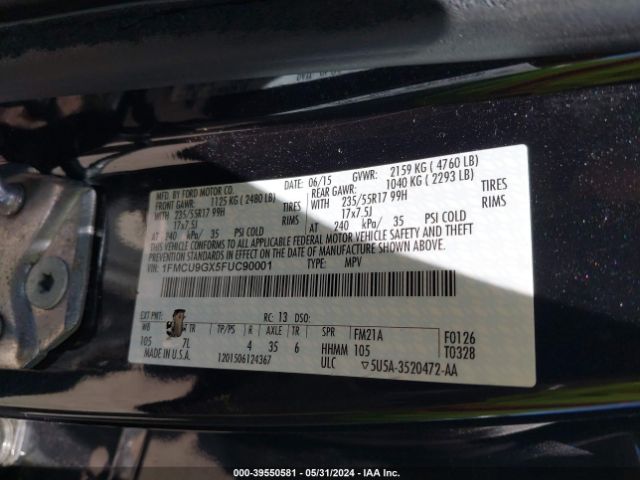 MFD. BY FORD MOTOR CO.
DATE: 06/15 GVWR: 2159 KG ( 4760 LB)
FRONT GAWR: 1125 KG ( 2480 LB) REAR GAWR: 1040 KG ( 2293 LB)
WITH 235/55R17 99H TIRES WITH 235/55R17 99H TIRES
17x7.5J RIMS 17x7.5J RIMS
AT 240 kPa/ 35 PSI COLD AT 240 kPa/ 35 PSI COLD
THIS VEHICLE CONFORMS TO ALL APPLICABLE FEDERAL MOTOR VEHICLE SAFETY AND THEFT PREVENTION STANDARDS IN EFFECT ON THE DATE OF MANUFACTURE SHOWN ABOVE.
VIN: 1FMCU9GX5FUC90001 TYPE: MPV
EXT PNT: RC: 13 DSO:
WB TR TP/PS R AXLE TR SPR FM21A F0126
105 7L 4 35 6 HHMM 105 T0328
MADE IN U.S.A. 1201506124367 ULC ▽5U5A-3520472-AA
000-39550581 - 05/31/2024 - IAA Inc.